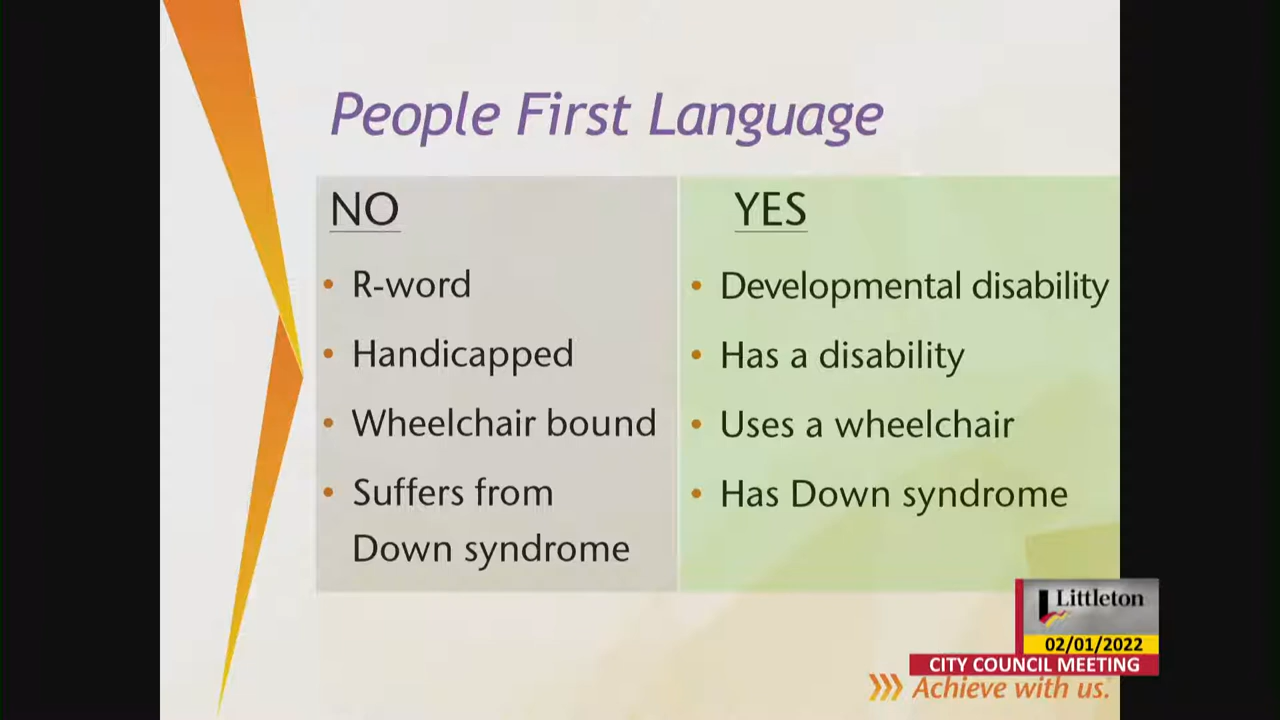 People First Language
NO
YES
• R-word
• Developmental disability
• Handicapped
• Has a disability
• Wheelchair bound
• Uses a wheelchair
• Suffers from
Down syndrome
• Has Down syndrome
Littleton
02/01/2022
CITY COUNCIL MEETING
Achieve with us.